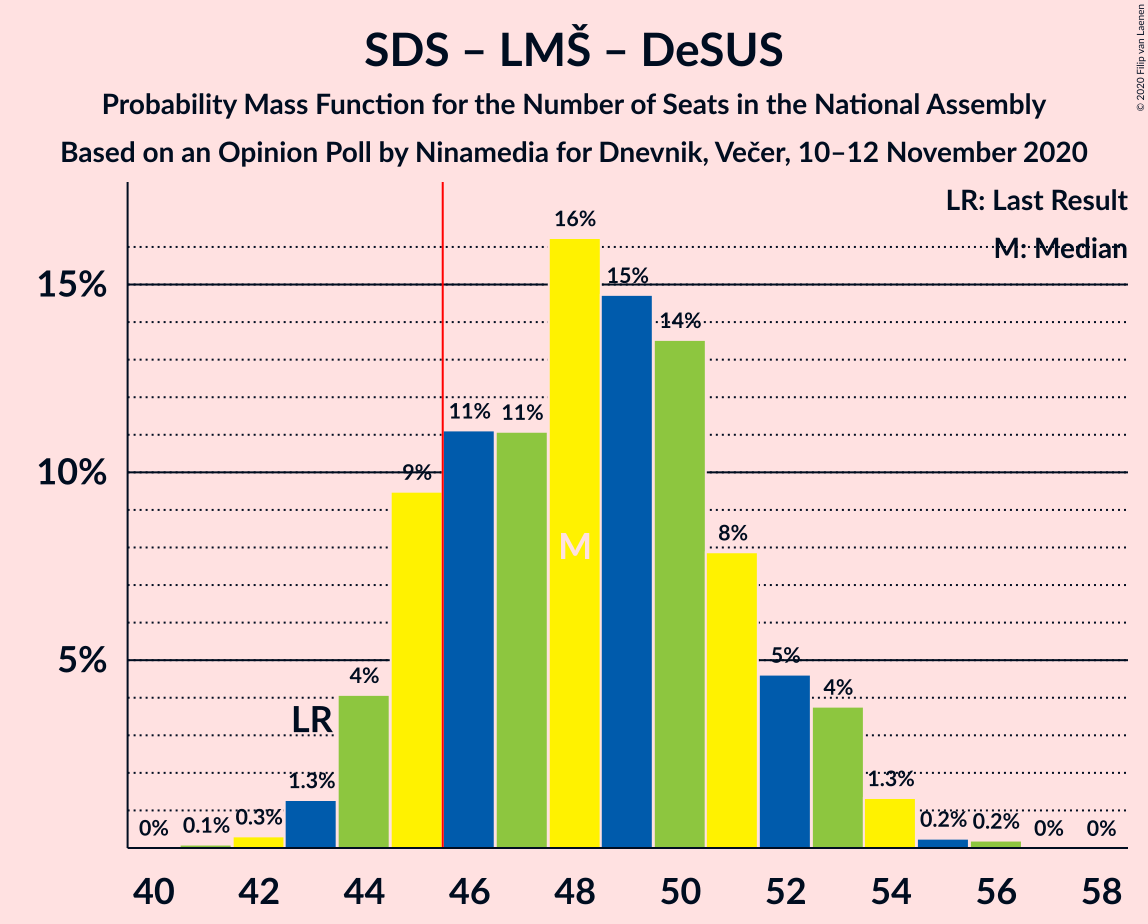 SDS – LMŠ – DeSUS
Probability Mass Function for the Number of Seats in the National Assembly
Based on an Opinion Poll by Ninamedia for Dnevnik, Večer, 10–12 November 2020
© 2020 Filip van Laenen
LR: Last Result
M: Median
15%
10%
5%
0%
0.1%
0.3%
1.3%
LR
4%
9%
11%
11%
16%
M
15%
14%
8%
5%
4%
1.3%
0.2%
0.2%
0%
0%
40 42 44 46 48 50 52 54 56 58